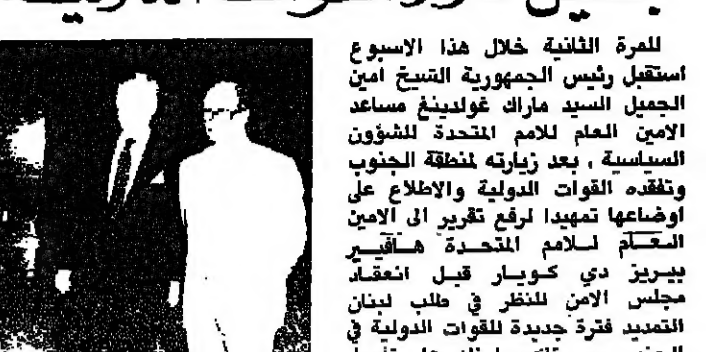 للمرة الثانية خلال هذا الاسبوع
استقبل رئيس الجمهورية الشيخ امين
الجميل السيد ماراك غولدينغ مساعد
الامين العام للامم المتحدة للشؤون
السياسية ، بعد زيارته لمنطقة الجنوب
وتفقده القوات الدولية والاطلاع على
اوضاعها تمهيدا لرفع تقرير الى الامين
العام للامم المتحدة هافيير
بيريز دي كويار قبل انعقاد
مجلس الامن للنظر في طلب لبنان
التمديد فترة جديدة للقوات الدولية في